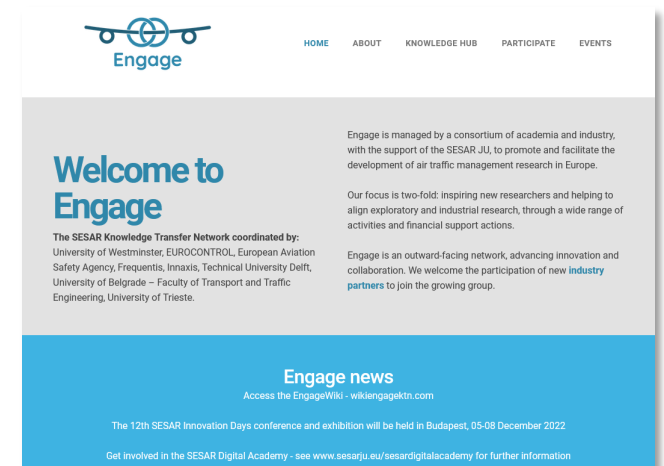 Engage
HOME ABOUT KNOWLEDGE HUB PARTICIPATE EVENTS
Welcome to
Engage
The SESAR Knowledge Transfer Network coordinated by:
University of Westminster, EUROCONTROL, European Aviation
Safety Agency, Frequentis, Innaxis, Technical University Delft,
University of Belgrade – Faculty of Transport and Traffic
Engineering, University of Trieste.
Engage is managed by a consortium of academia and industry,
with the support of the SESAR JU, to promote and facilitate the
development of air traffic management research in Europe.
Our focus is two-fold: inspiring new researchers and helping to
align exploratory and industrial research, through a wide range of
activities and financial support actions.
Engage is an outward-facing network, advancing innovation and
collaboration. We welcome the participation of new industry
partners to join the growing group.
Engage news
Access the EngageWiki - wikiengagektn.com
The 12th SESAR Innovation Days conference and exhibition will be held in Budapest, 05-08 December 2022
Get involved in the SESAR Digital Academy - see www.sesarju.eu/sesardigitalacademy for further information